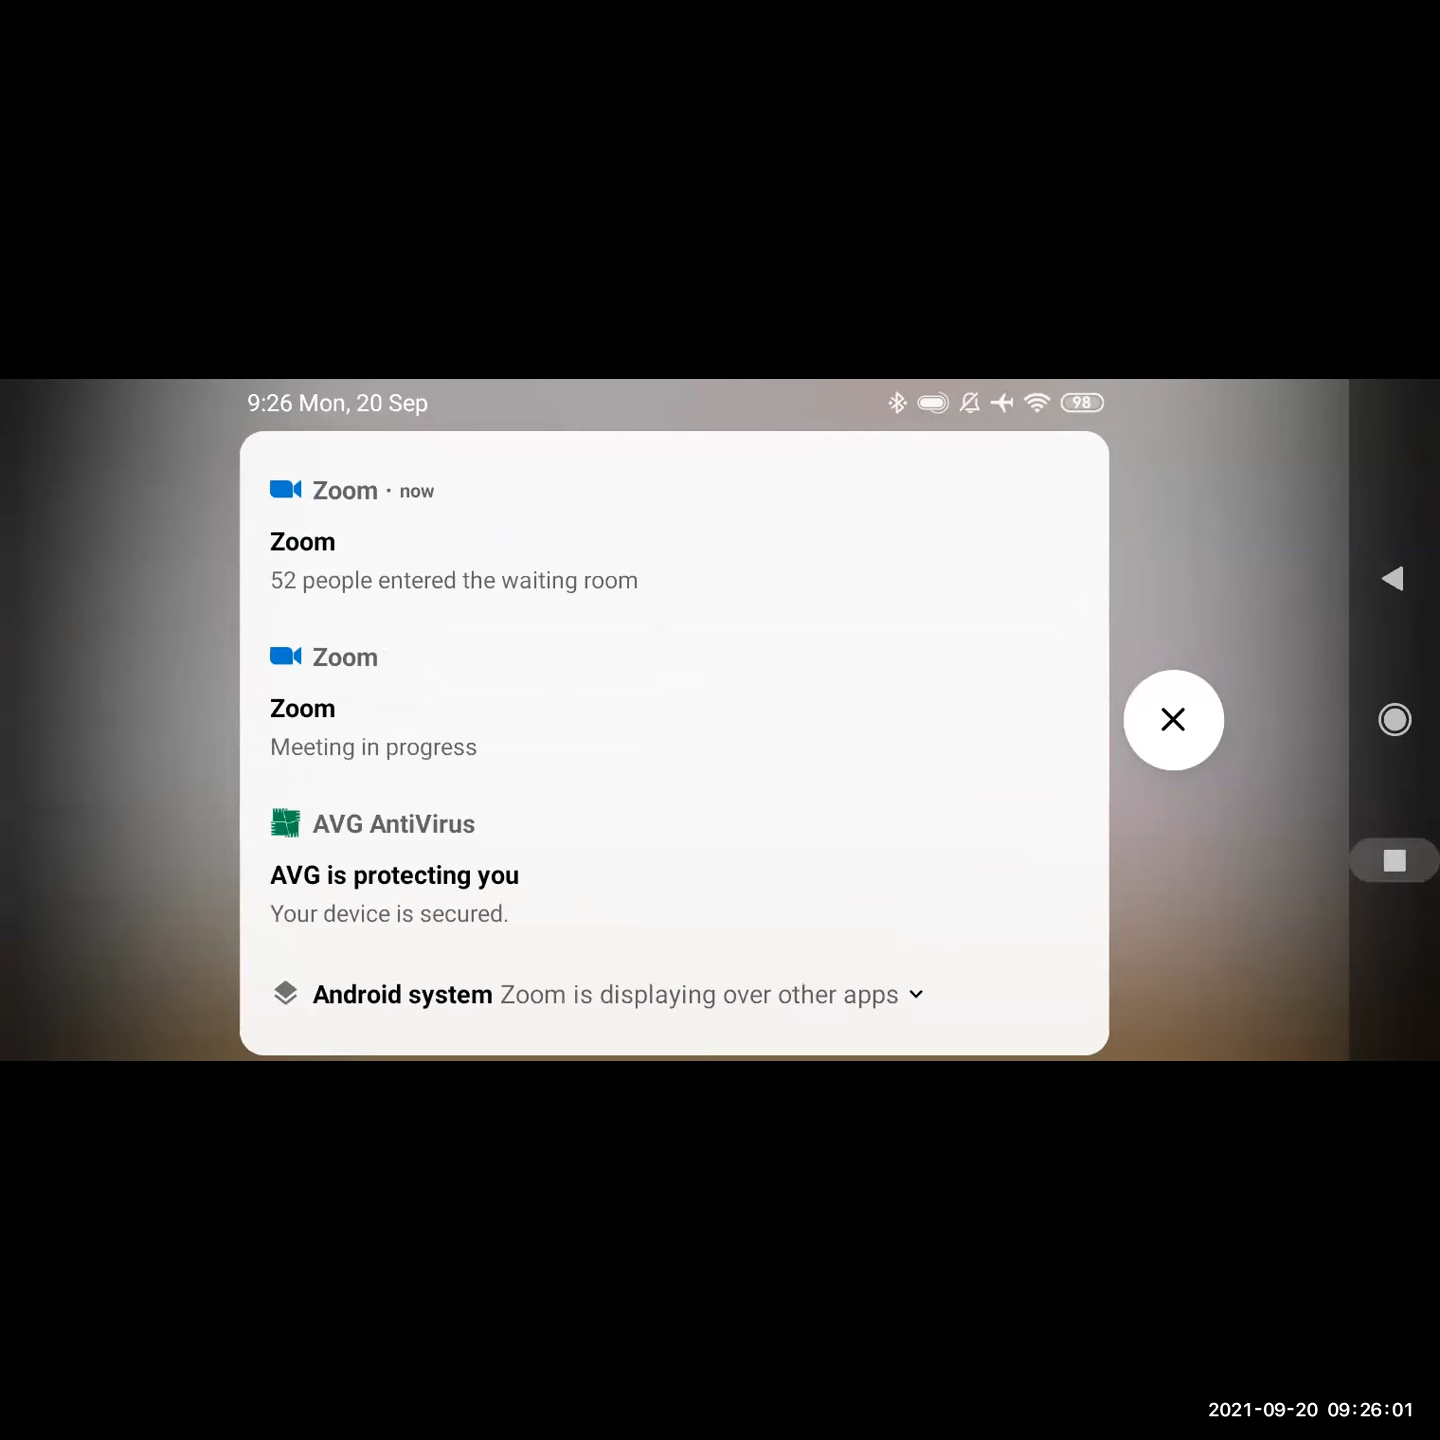 9:26 Mon, 20 Sep
98
Zoom · now
Zoom
52 people entered the waiting room
Zoom
Zoom
Meeting in progress
AVG AntiVirus
AVG is protecting you
Your device is secured.
Android system Zoom is displaying over other apps
2021-09-20 09:26:01